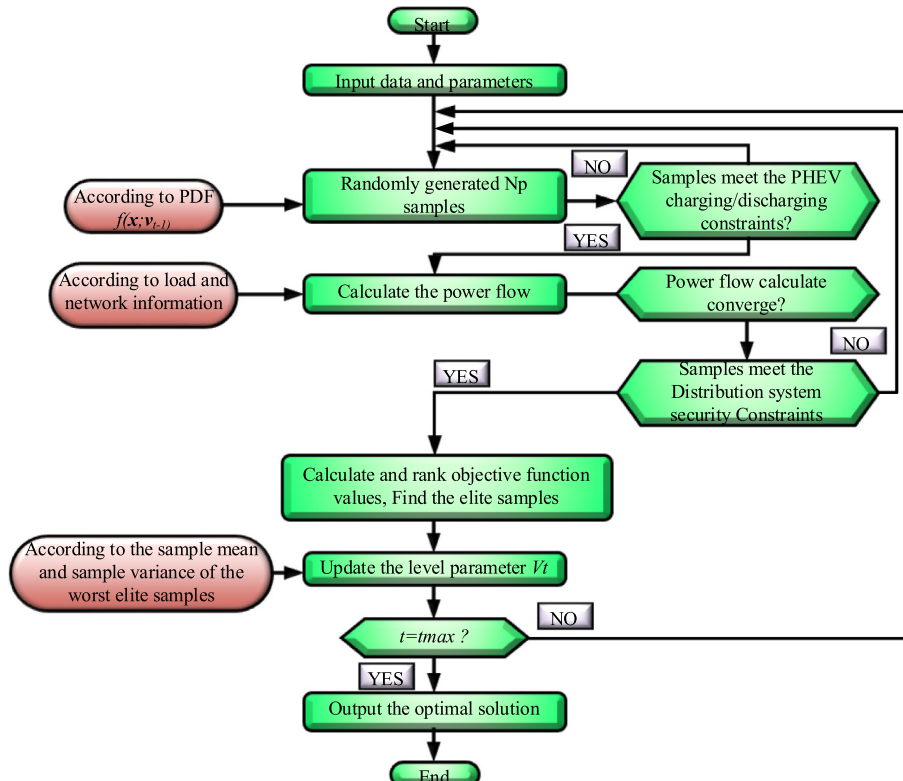 Start
Input data and parameters
NO
Samples meet the PHEV
charging/discharging
constraints?
Randomly generated Np
samples
According to PDF
f(x;v_{t-1})
YES
According to load and
network information
Calculate the power flow
Power flow calculate
converge?
NO
YES
Samples meet the
Distribution system
security Constraints
Calculate and rank objective function
values, Find the elite samples
According to the sample mean
and sample variance of the
worst elite samples
Update the level parameter Vt
NO
t=tmax ?
YES
Output the optimal solution
End